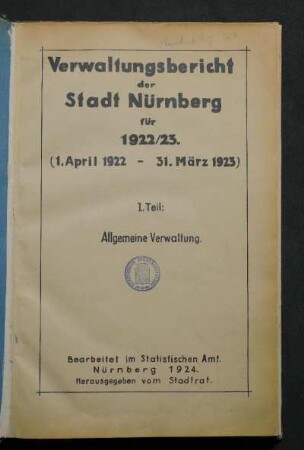 Verwaltungsbericht
der
Stadt Nürnberg
für
1922/23.
(1. April 1922 - 31. März 1923)
I. Teil:
Allgemeine Verwaltung.
Bearbeitet im Statistischen Amt.
Nürnberg 1924.
Herausgegeben vom Stadtrat.